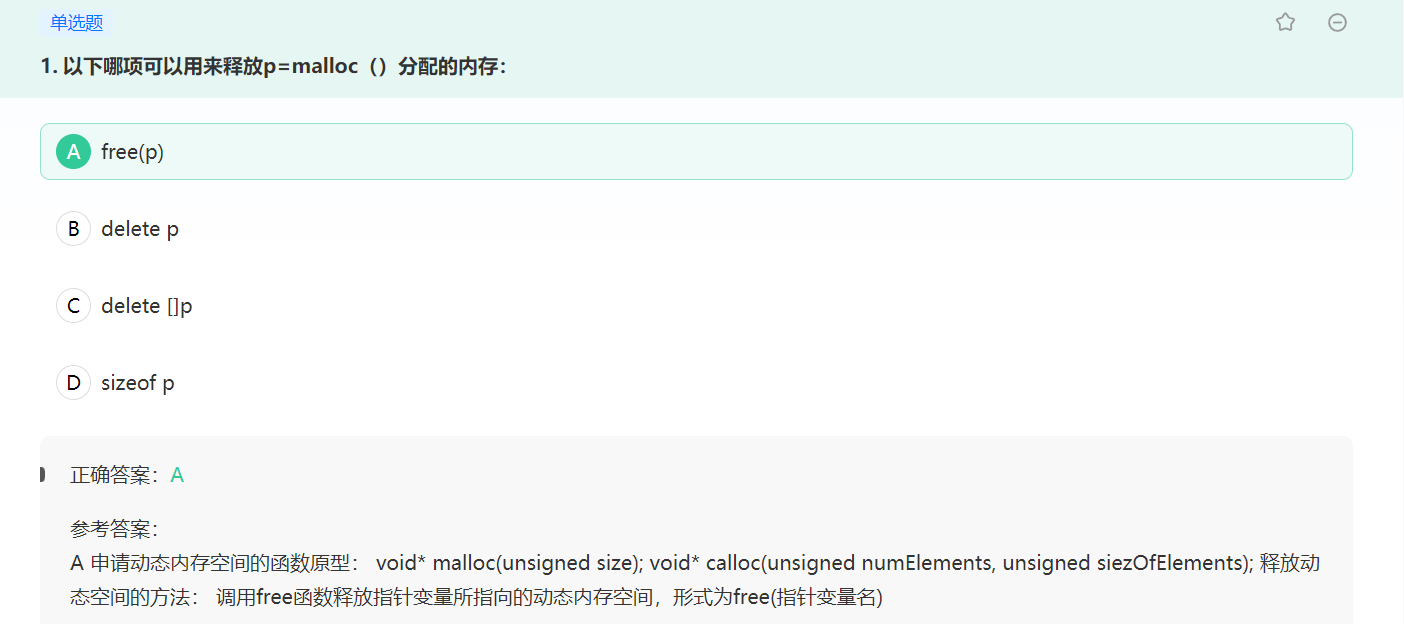 单选题
1. 以下哪项可以用来释放p=malloc（）分配的内存：
A free(p)
B delete p
C delete []p
D sizeof p
正确答案：A
参考答案：
A 申请动态内存空间的函数原型： void* malloc(unsigned size); void* calloc(unsigned numElements, unsigned siezOfElements); 释放动
态空间的方法： 调用free函数释放指针变量所指向的动态内存空间，形式为free(指针变量名)